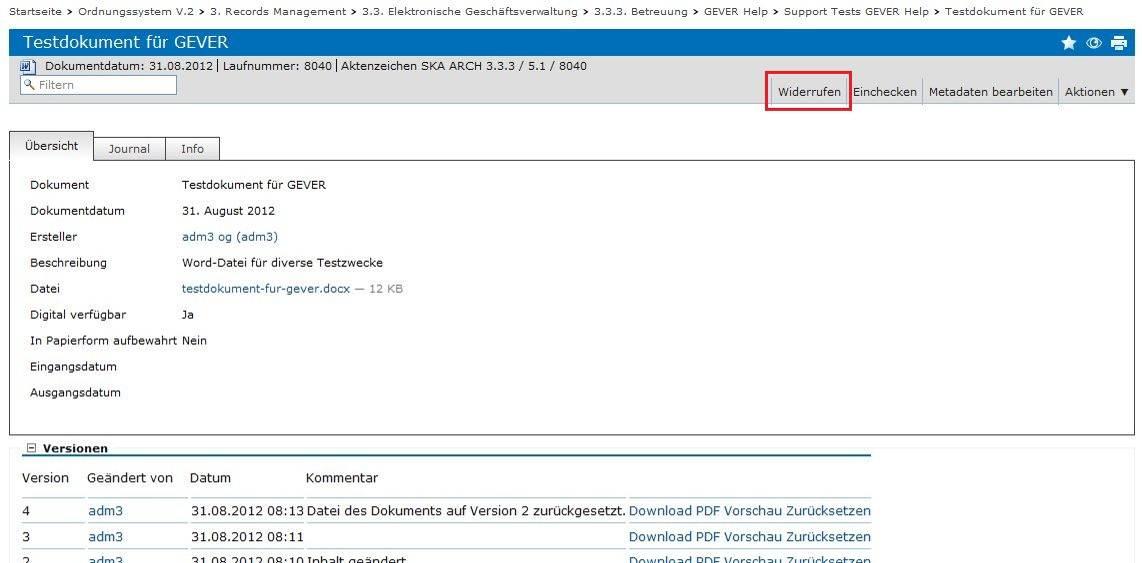 Startseite > Ordnungssystem V.2 > 3. Records Management > 3.3. Elektronische Geschäftsverwaltung > 3.3.3. Betreuung > GEVER Help > Support Tests GEVER Help > Testdokument für GEVER
Testdokument für GEVER
Dokumentdatum: 31.08.2012 | Laufnummer: 8040 | Aktenzeichen SKA ARCH 3.3.3 / 5.1 / 8040
Filtern
Widerrufen Einchecken Metadaten bearbeiten Aktionen ▼
Übersicht Journal Info
Dokument Testdokument für GEVER
Dokumentdatum 31. August 2012
Ersteller adm3 og (adm3)
Beschreibung Word-Datei für diverse Testzwecke
Datei testdokument-fur-gever.docx — 12 KB
Digital verfügbar Ja
In Papierform aufbewahrt Nein
Eingangsdatum
Ausgangsdatum
Versionen
Version Geändert von Datum Kommentar
4 adm3 31.08.2012 08:13 Datei des Dokuments auf Version 2 zurückgesetzt. Download PDF Vorschau Zurücksetzen
3 adm3 31.08.2012 08:11 Download PDF Vorschau Zurücksetzen
2 adm3 31.08.2012 08:10 Inhalt geändert Download PDF Vorschau Zurücksetzen